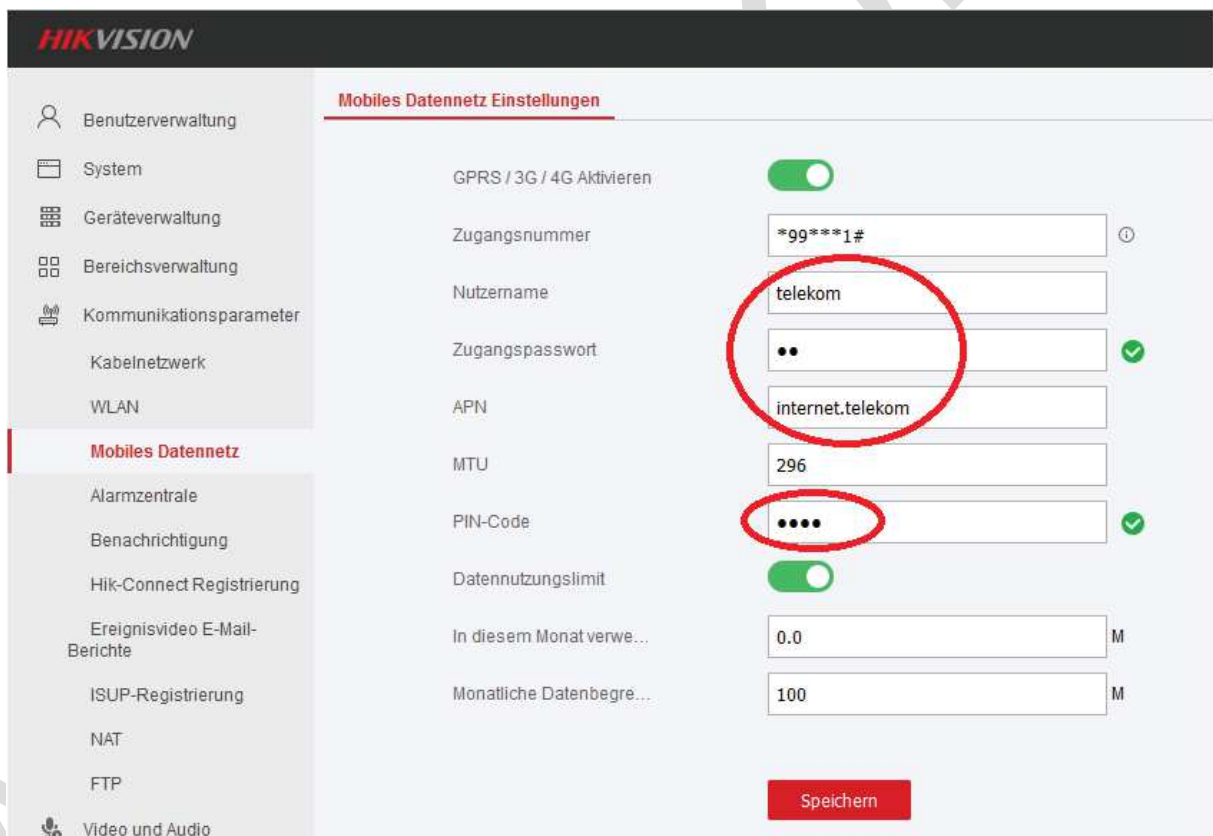 HIKVISION
Benutzerverwaltung
System
Geräteverwaltung
Bereichsverwaltung
Kommunikationsparameter
Kabelnetzwerk
WLAN
Mobiles Datennetz
Alarmzentrale
Benachrichtigung
Hik-Connect Registrierung
Ereignisvideo E-Mail-
Berichte
ISUP-Registrierung
NAT
FTP
Video und Audio
Mobiles Datennetz Einstellungen
GPRS / 3G / 4G Aktivieren
Zugangsnummer *99***1#
Nutzername telekom
Zugangspasswort ••
APN internet.telekom
MTU 296
PIN-Code ••••
Datennutzungslimit
In diesem Monat verwe... 0.0 M
Monatliche Datenbegre... 100 M
Speichern